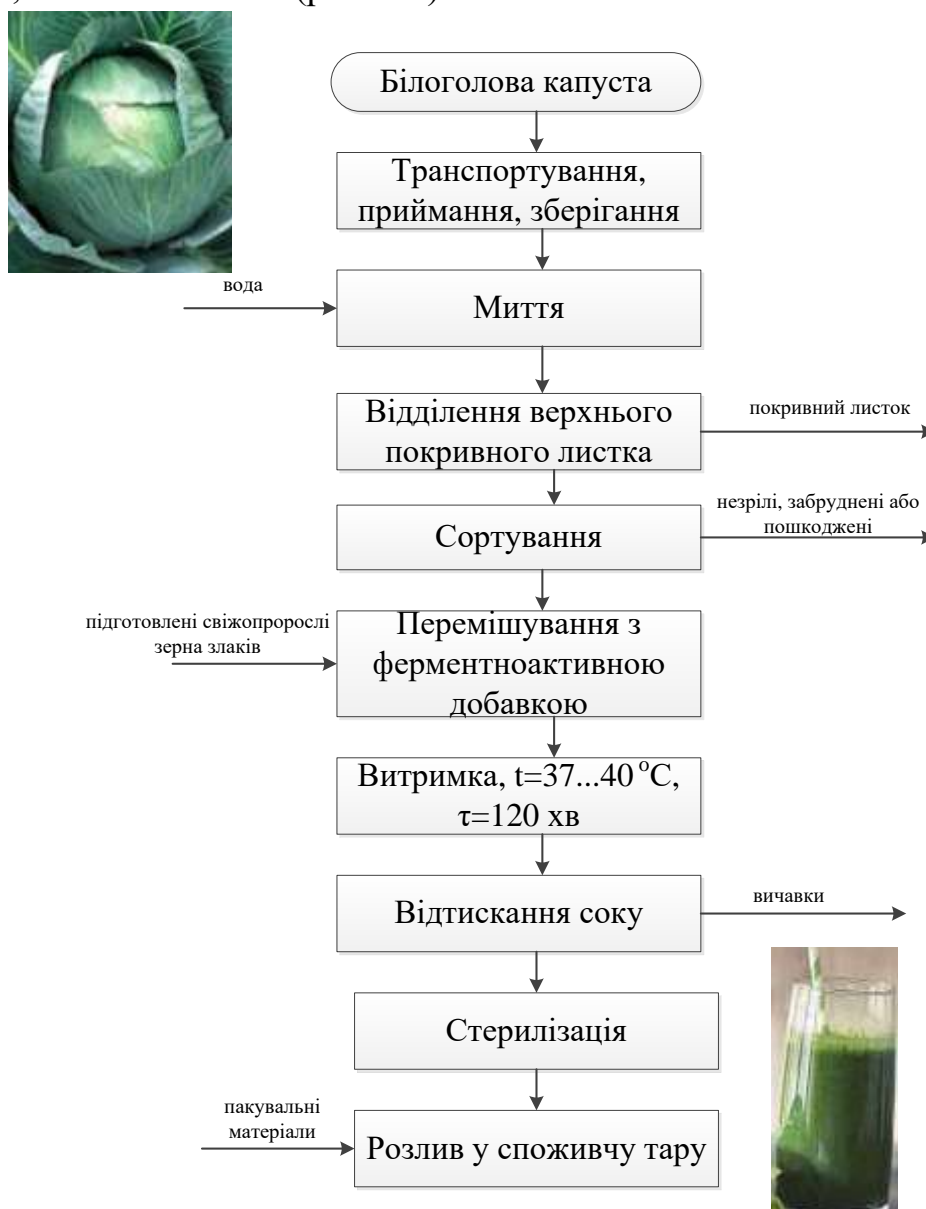 Білоголова капуста
Транспортування,
приймання, зберігання
вода
Миття
Відділення верхнього
покривного листка
покривний листок
Сортування
незрілі, забруднені або
пошкоджені
підготовлені свіжопророслі
зерна злаків
Перемішування з
ферментноактивною
добавкою
Витримка, t=37...40 °C,
τ=120 хв
Відтискання соку
вичавки
Стерилізація
пакувальні
матеріали
Розлив у споживчу тару